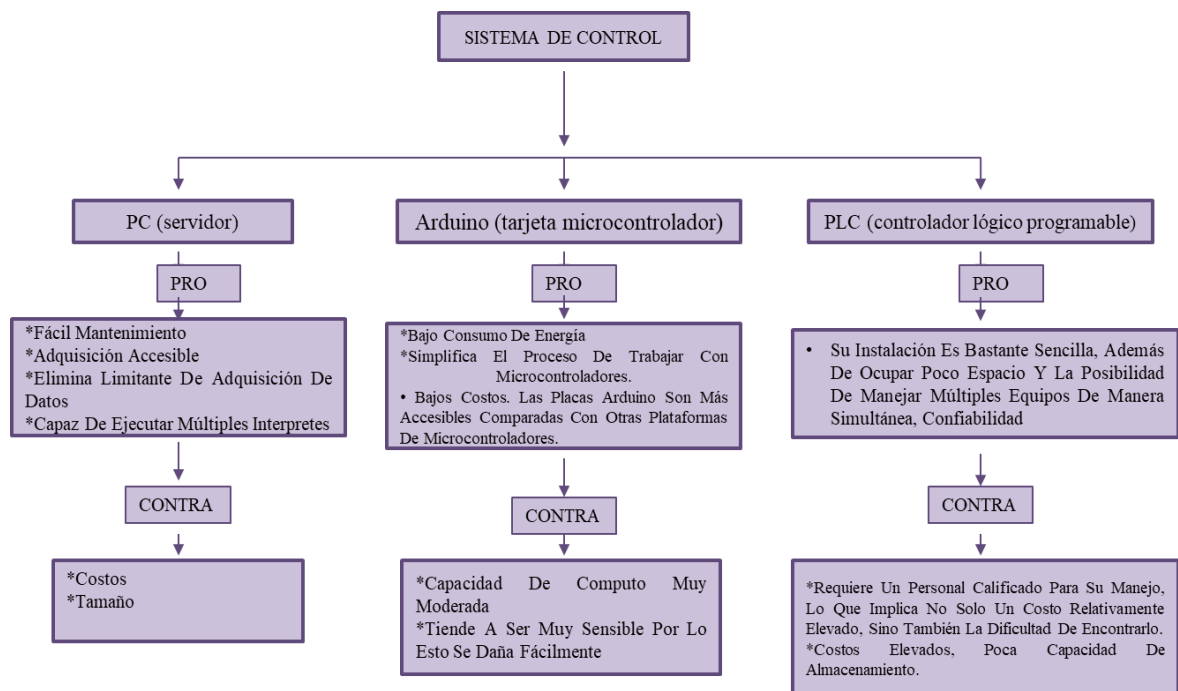 SISTEMA DE CONTROL
PC (servidor)
PRO
*Fácil Mantenimiento
*Adquisición Accesible
*Elimina Limitante De Adquisición De
Datos
*Capaz De Ejecutar Múltiples Interpretes
CONTRA
*Costos
*Tamaño
Arduino (tarjeta microcontrolador)
PRO
*Bajo Consumo De Energía
*Simplifica El Proceso De Trabajar Con
Microcontroladores.
• Bajos Costos. Las Placas Arduino Son Más
Accesibles Comparadas Con Otras Plataformas
De Microcontroladores.
CONTRA
*Capacidad De Computo Muy
Moderada
*Tiende A Ser Muy Sensible Por Lo
Esto Se Daña Fácilmente
PLC (controlador lógico programable)
PRO
• Su Instalación Es Bastante Sencilla, Además
De Ocupar Poco Espacio Y La Posibilidad
De Manejar Múltiples Equipos De Manera
Simultánea, Confiabilidad
CONTRA
*Requiere Un Personal Calificado Para Su Manejo,
Lo Que Implica No Solo Un Costo Relativamente
Elevado, Sino También La Dificultad De Encontrarlo.
*Costos Elevados, Poca Capacidad De
Almacenamiento.